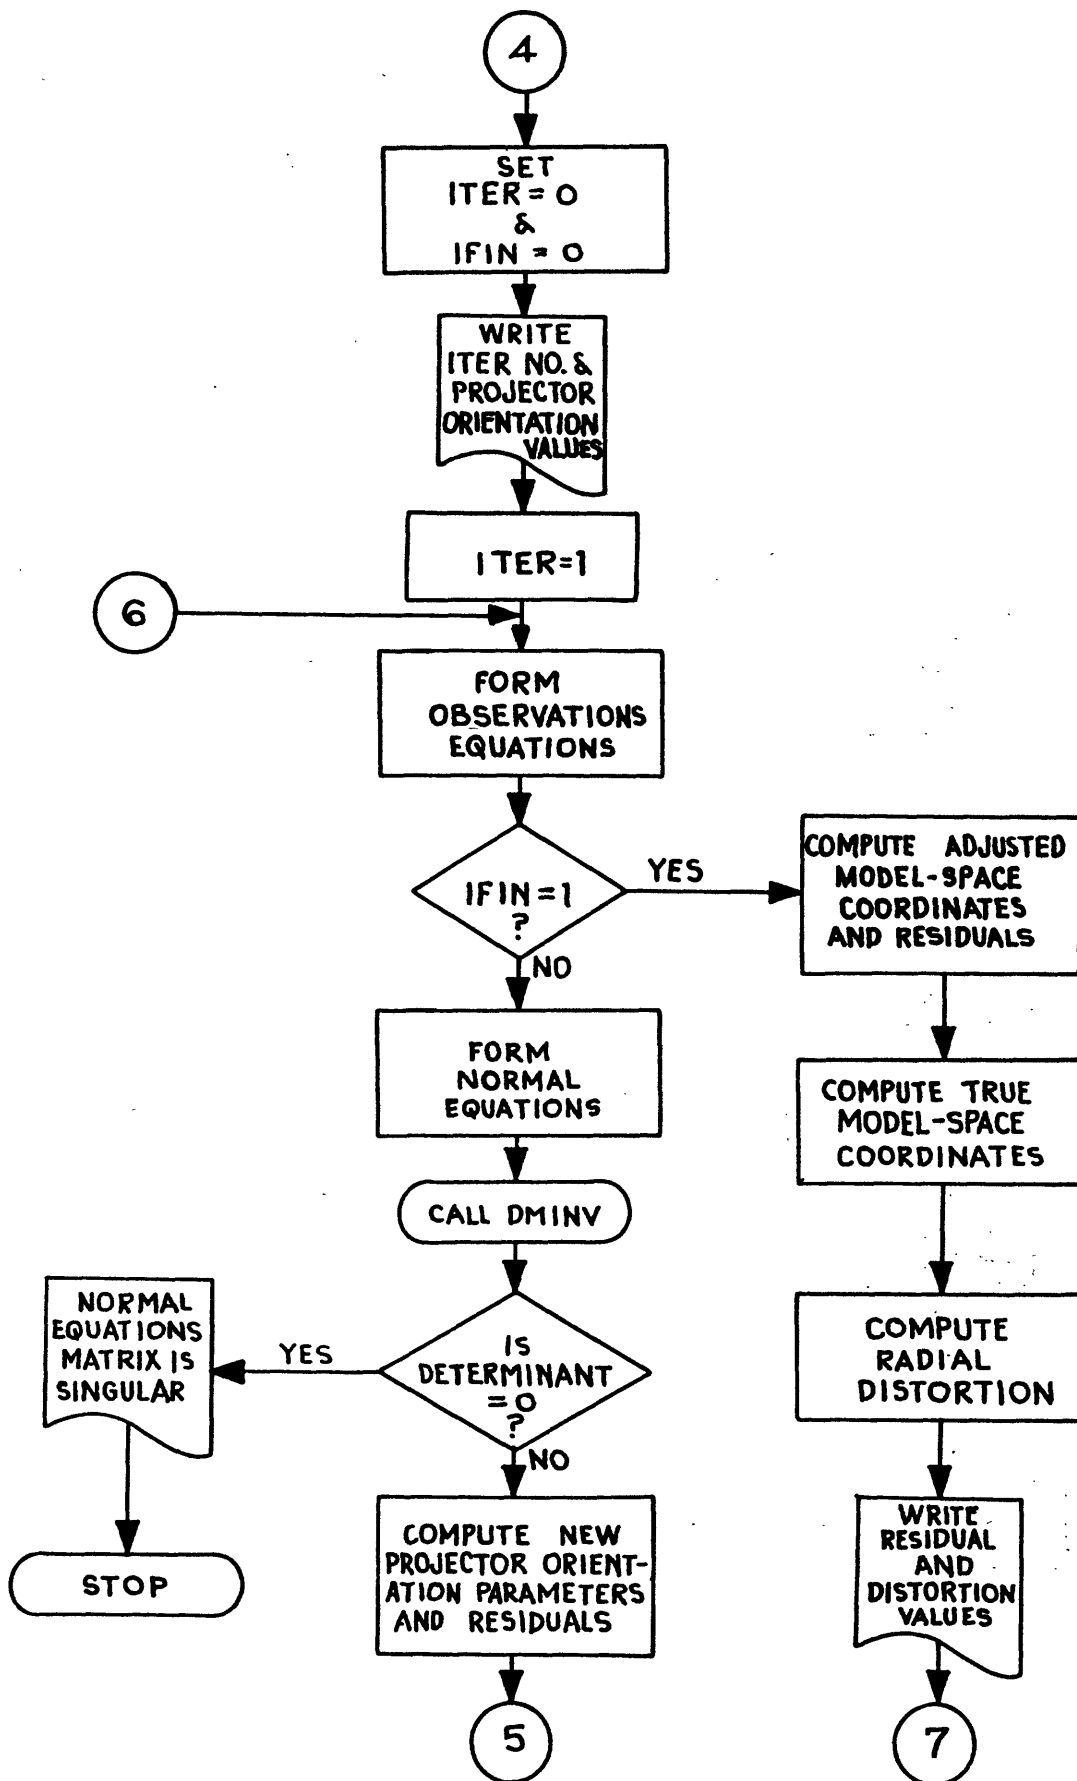 4
SET
ITER = 0
&
IFIN = 0
WRITE
ITER NO. &
PROJECTOR
ORIENTATION
VALUES
ITER=1
6
FORM
OBSERVATIONS
EQUATIONS
IFIN = 1
?
YES
NO
COMPUTE ADJUSTED
MODEL-SPACE
COORDINATES
AND RESIDUALS
FORM
NORMAL
EQUATIONS
COMPUTE TRUE
MODEL-SPACE
COORDINATES
CALL DMINV
IS
DETERMINANT
=0
?
YES
NO
NORMAL
EQUATIONS
MATRIX IS
SINGULAR
STOP
COMPUTE
RADIAL
DISTORTION
COMPUTE NEW
PROJECTOR ORIENT-
ATION PARAMETERS
AND RESIDUALS
WRITE
RESIDUAL
AND
DISTORTION
VALUES
5
7